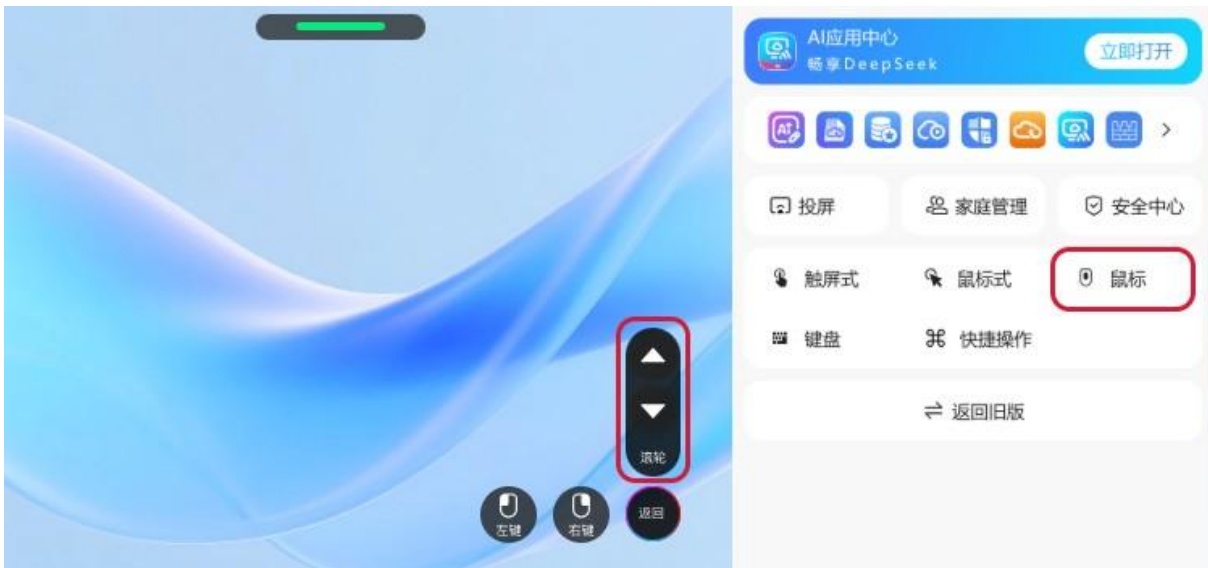 滚轮
左键
右键
返回
AI应用中心
畅享DeepSeek
立即打开
投屏
家庭管理
安全中心
触屏式
鼠标式
鼠标
键盘
快捷操作
返回旧版